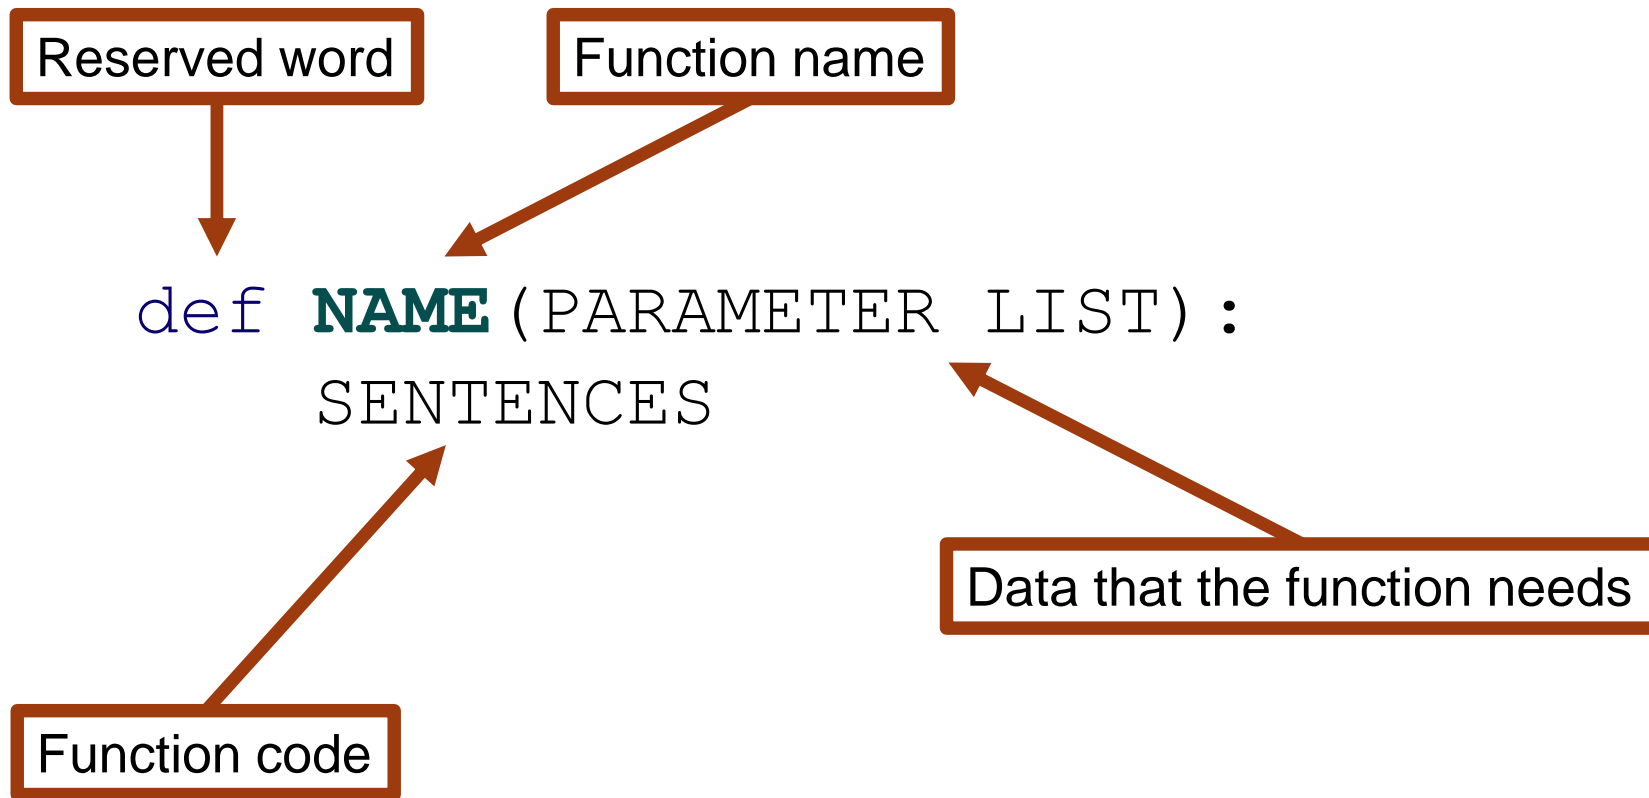 Reserved word
Function name
def NAME(PARAMETER LIST):
SENTENCES
Data that the function needs
Function code